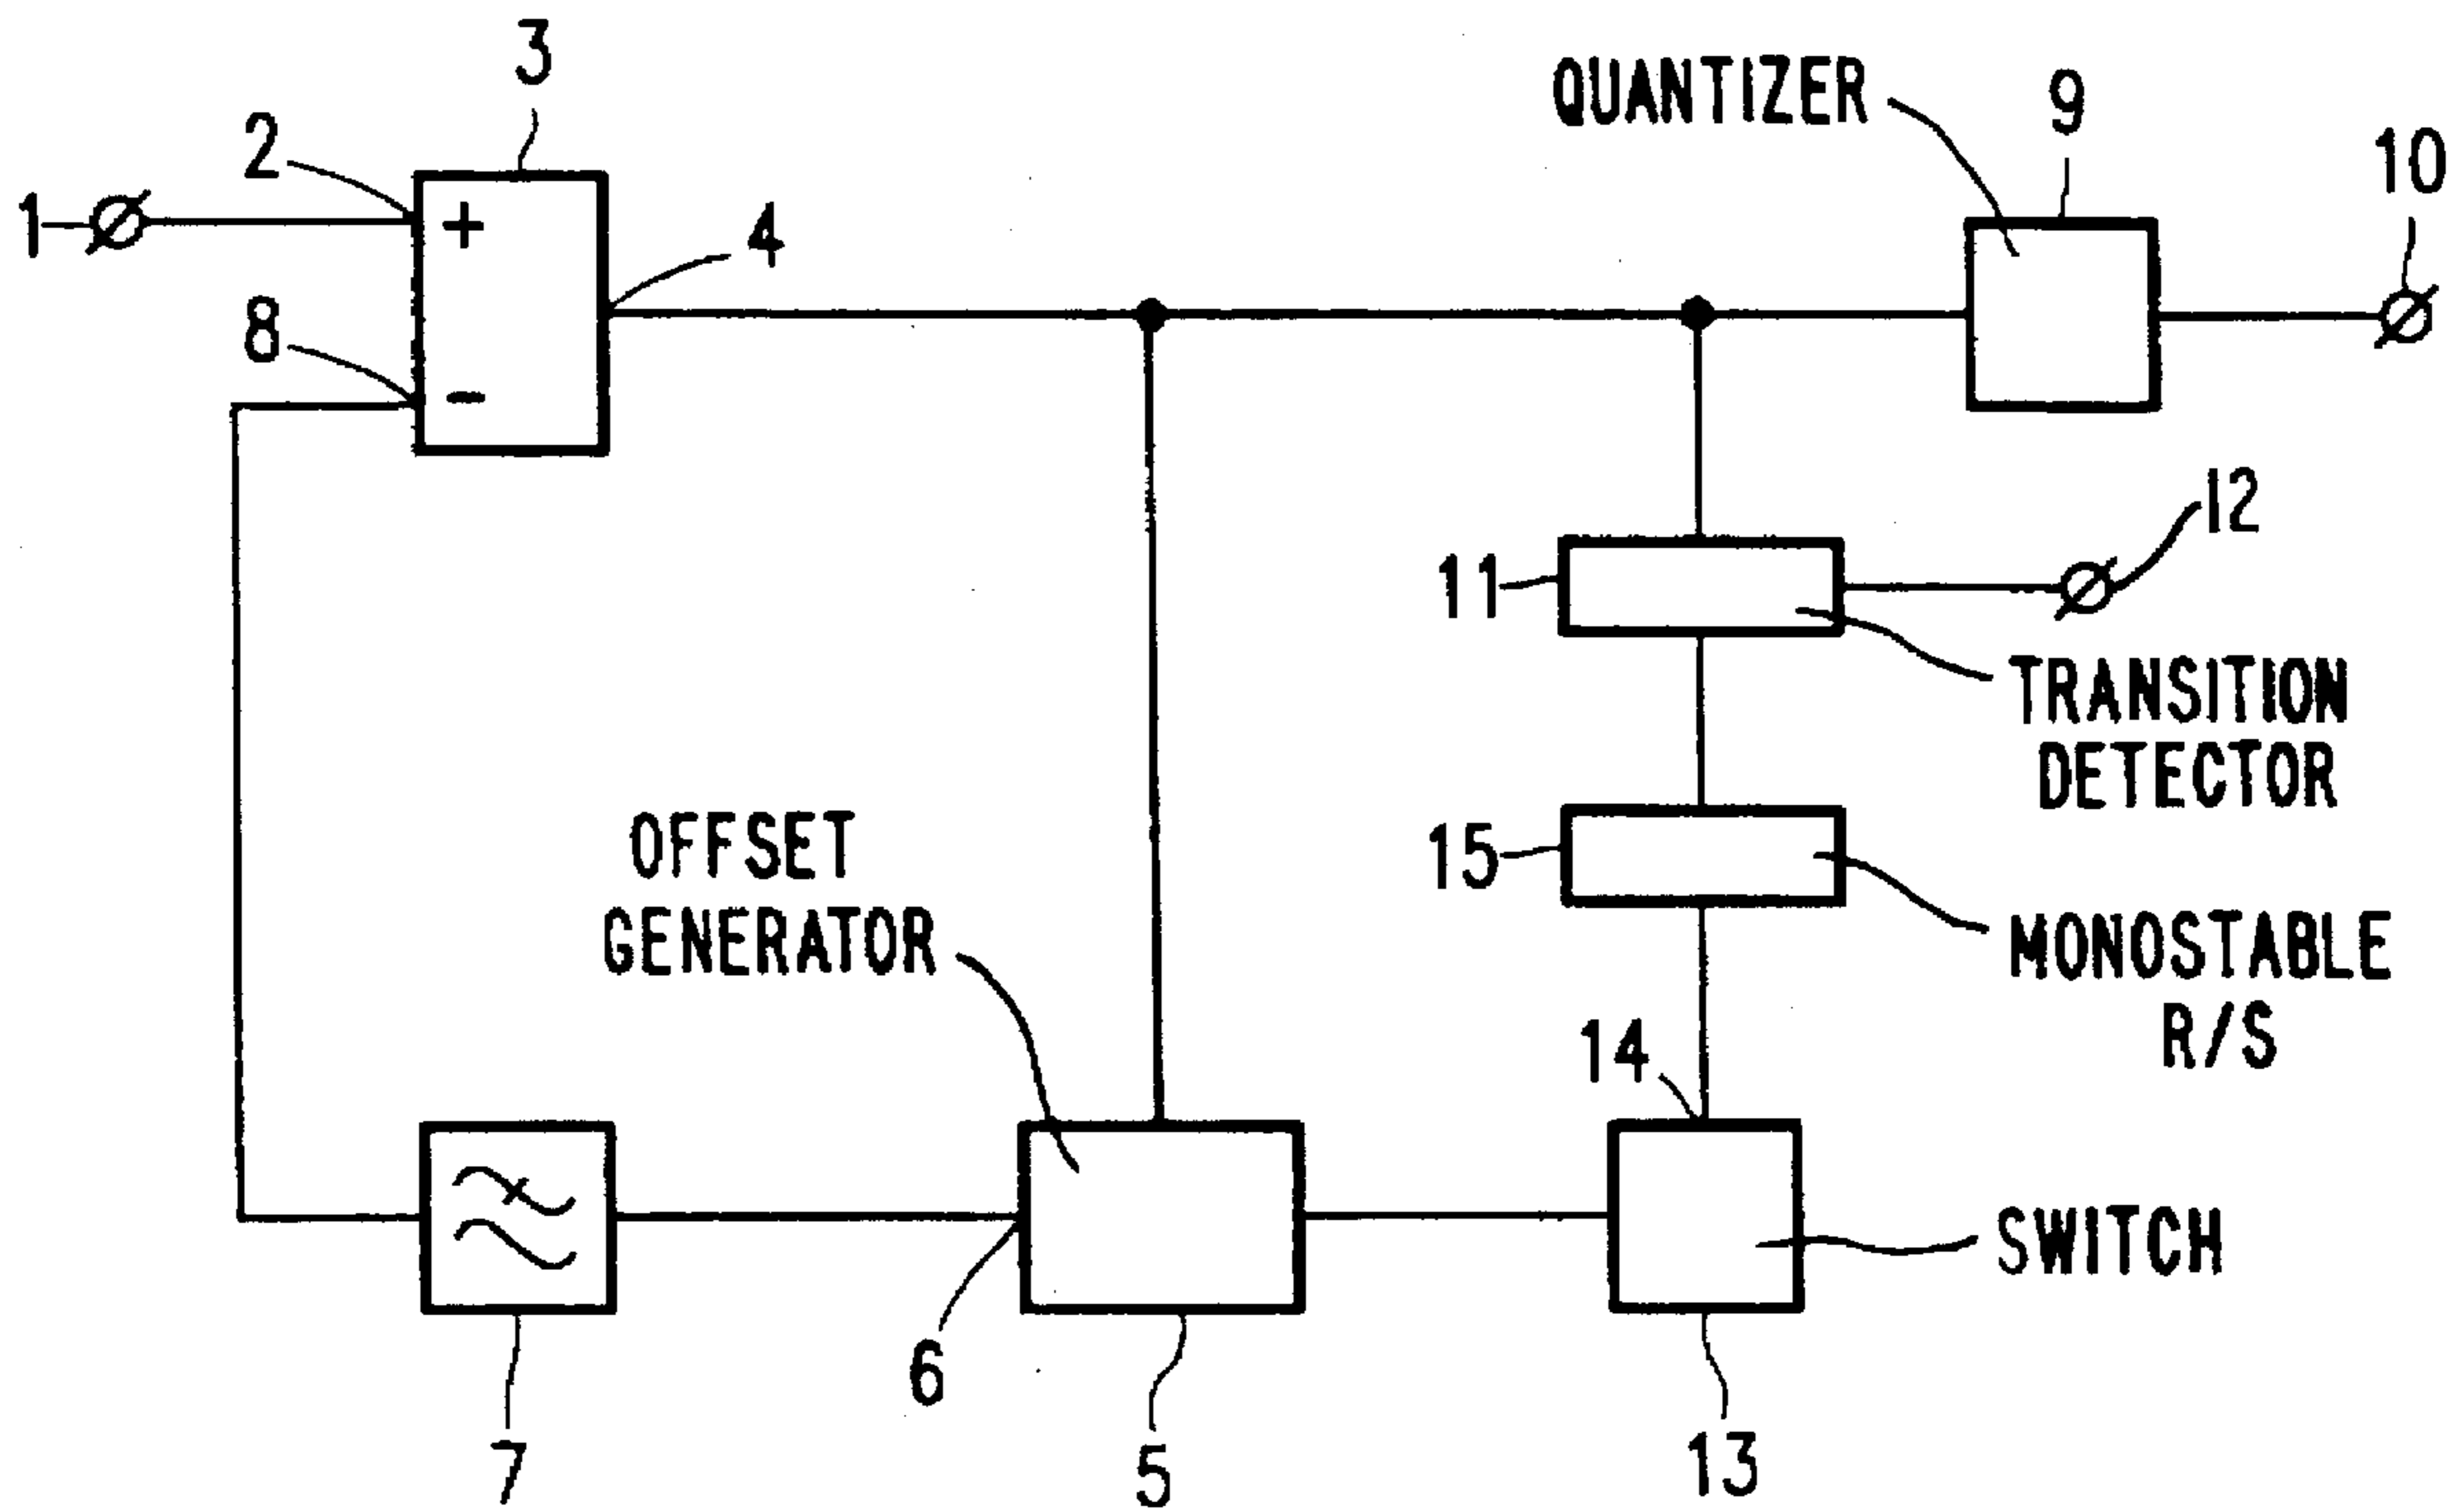 3
QUANTIZER
9
2
10
1
+
4
8
-
12
11
TRANSITION
DETECTOR
OFFSET
15
GENERATOR
MONOSTABLE
R/S
14
SWITCH
6
7
5
13